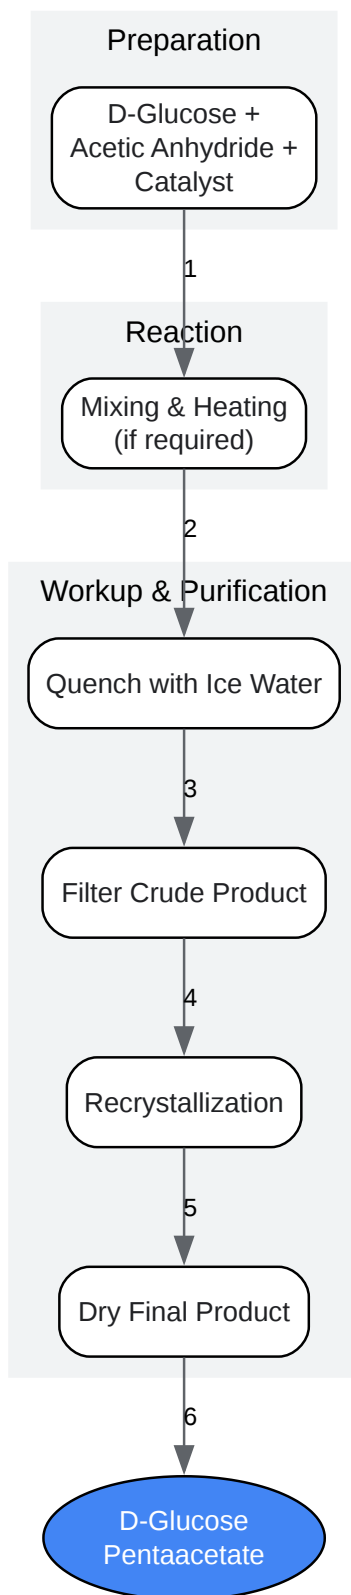 Preparation
D-Glucose +
Acetic Anhydride +
Catalyst
1
Reaction
Mixing & Heating
(if required)
2
Workup & Purification
Quench with Ice Water
3
Filter Crude Product
4
Recrystallization
5
Dry Final Product
6
D-Glucose
Pentaacetate